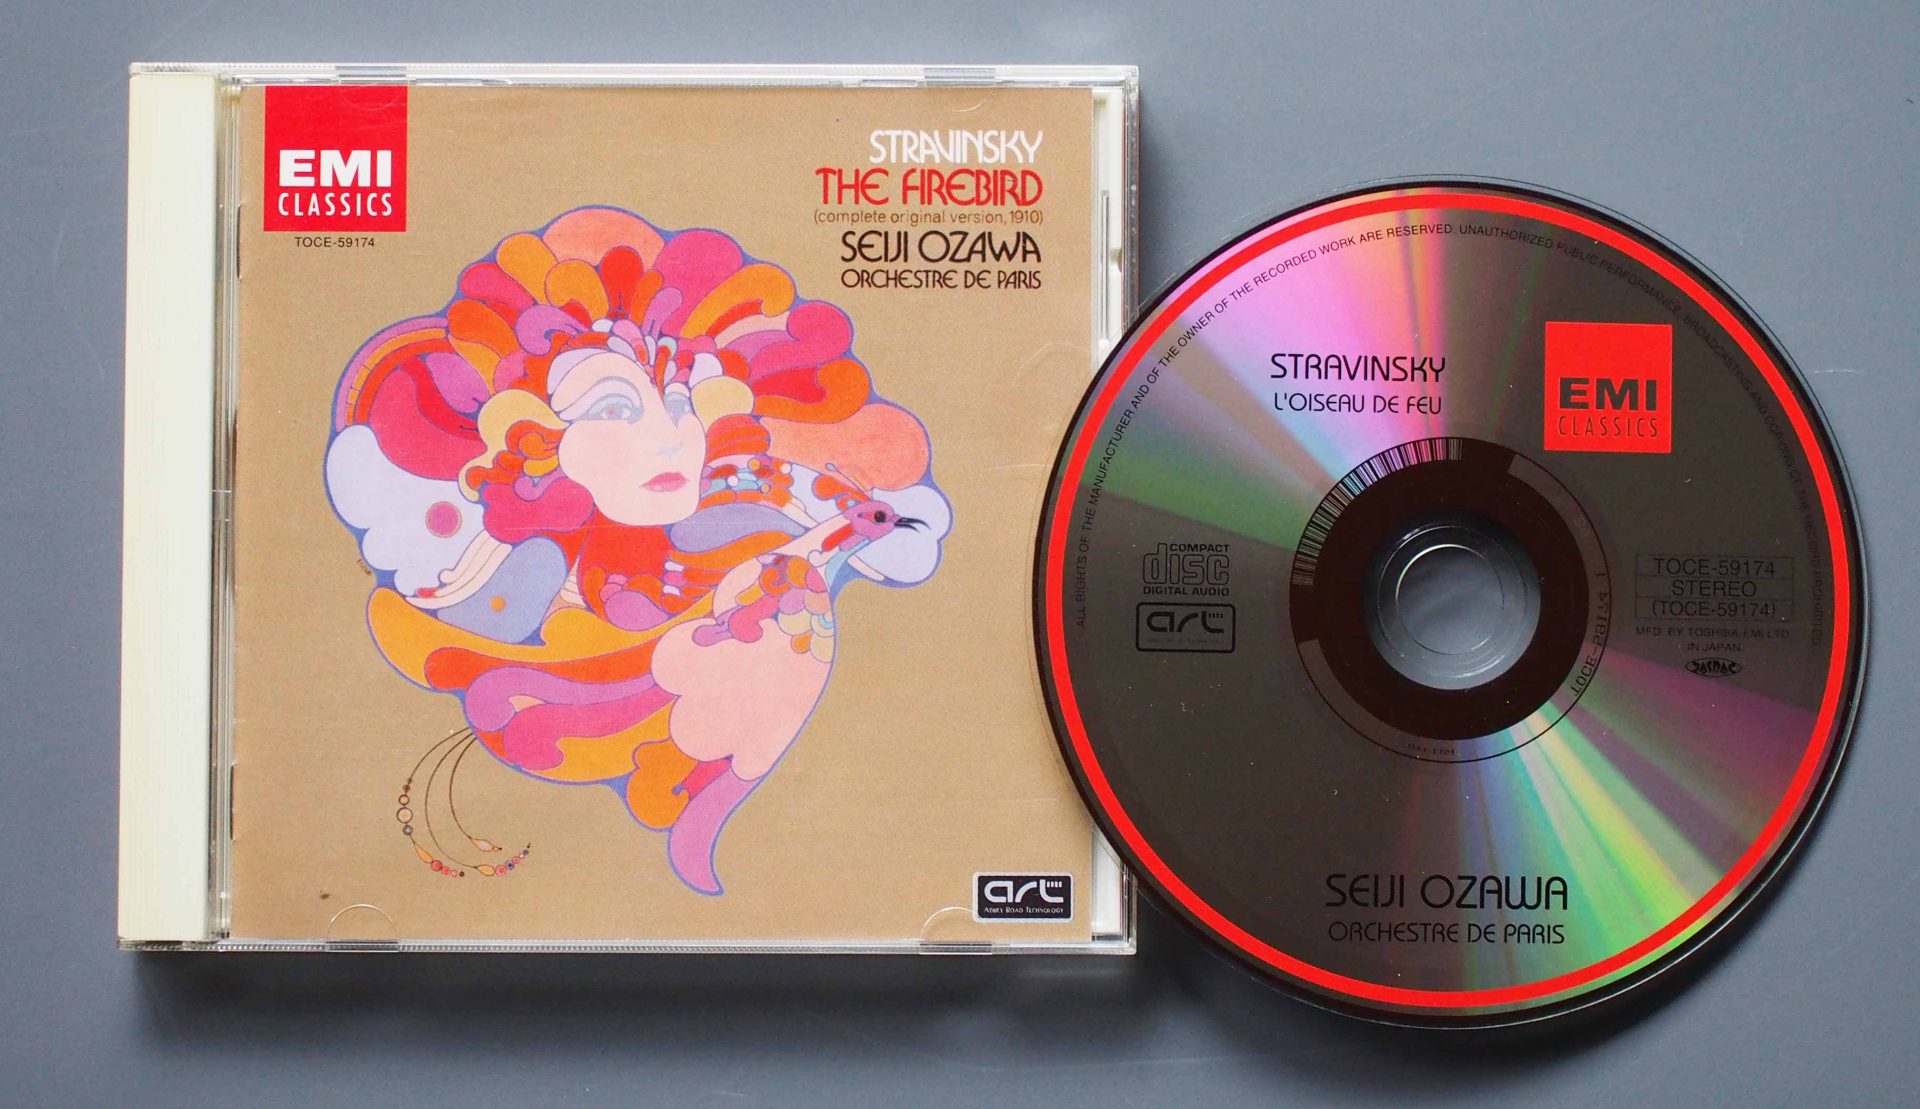 EMI
CLASSICS
TOCE-59174
STRAVINSKY
THE FIREBIRD
(complete original version, 1910)
SEIJI OZAWA
ORCHESTRE DE PARIS
art
ABBEY ROAD TECHNOLOGY
ALL RIGHTS OF THE MANUFACTURER AND OF THE OWNER OF THE RECORDED WORK ARE RESERVED. UNAUTHORIZED PUBLIC PERFORMANCE, BROADCASTING AND COPYING OF THE RECORD PROHIBITED.
STRAVINSKY
L'OISEAU DE FEU
EMI
CLASSICS
COMPACT
disc
DIGITAL AUDIO
art
TOCE-59174
STEREO
(TOCE-59174)
MFD. BY TOSHIBA-EMI LTD.
IN JAPAN
JASRAC
SEIJI OZAWA
ORCHESTRE DE PARIS